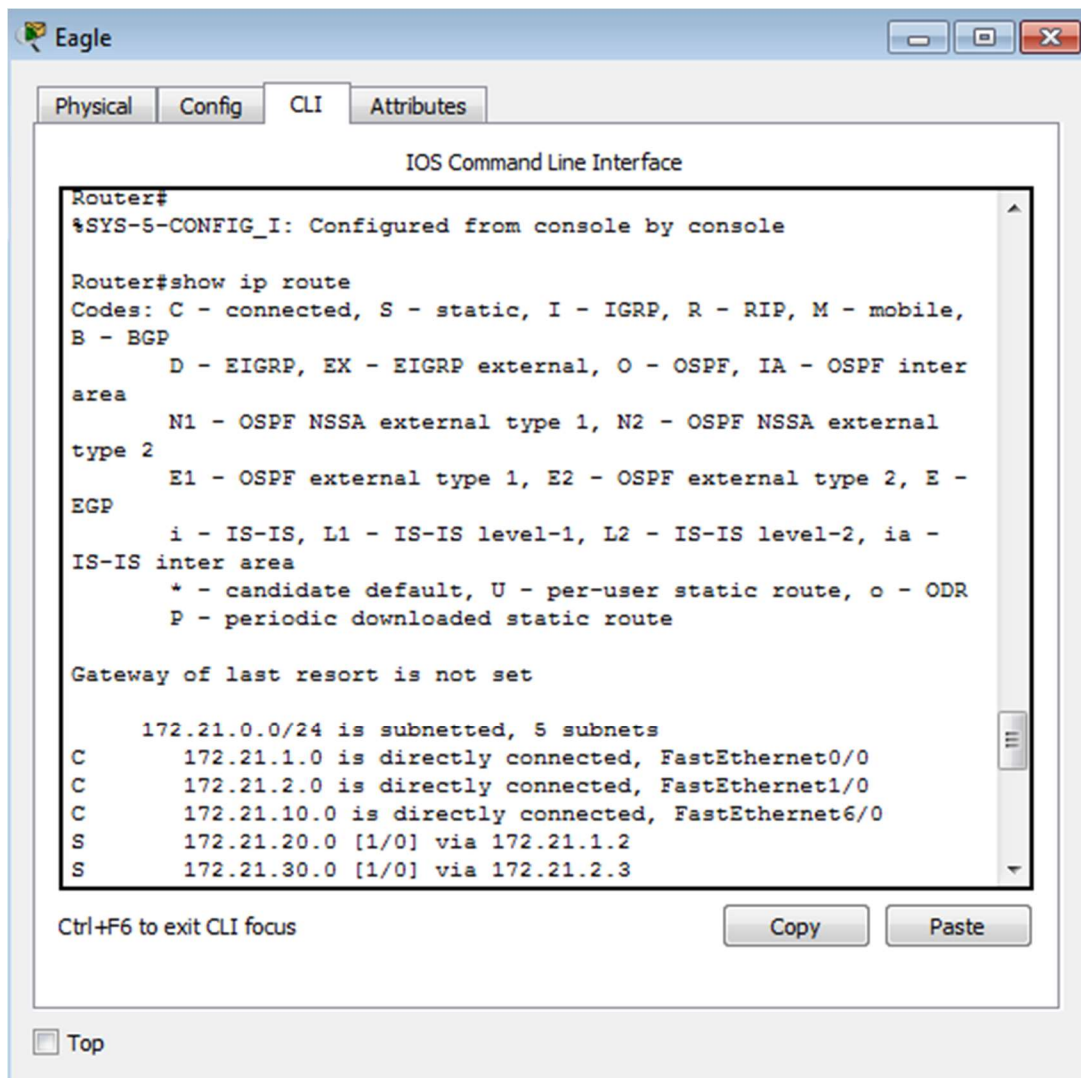 Eagle
Physical Config CLI Attributes
IOS Command Line Interface
Router#
%SYS-5-CONFIG_I: Configured from console by console
Router#show ip route
Codes: C - connected, S - static, I - IGRP, R - RIP, M - mobile,
B - BGP
D - EIGRP, EX - EIGRP external, O - OSPF, IA - OSPF inter
area
N1 - OSPF NSSA external type 1, N2 - OSPF NSSA external
type 2
E1 - OSPF external type 1, E2 - OSPF external type 2, E -
EGP
i - IS-IS, L1 - IS-IS level-1, L2 - IS-IS level-2, ia -
IS-IS inter area
* - candidate default, U - per-user static route, o - ODR
P - periodic downloaded static route
Gateway of last resort is not set
172.21.0.0/24 is subnetted, 5 subnets
C 172.21.1.0 is directly connected, FastEthernet0/0
C 172.21.2.0 is directly connected, FastEthernet1/0
C 172.21.10.0 is directly connected, FastEthernet6/0
S 172.21.20.0 [1/0] via 172.21.1.2
S 172.21.30.0 [1/0] via 172.21.2.3
Ctrl+F6 to exit CLI focus Copy Paste
Top